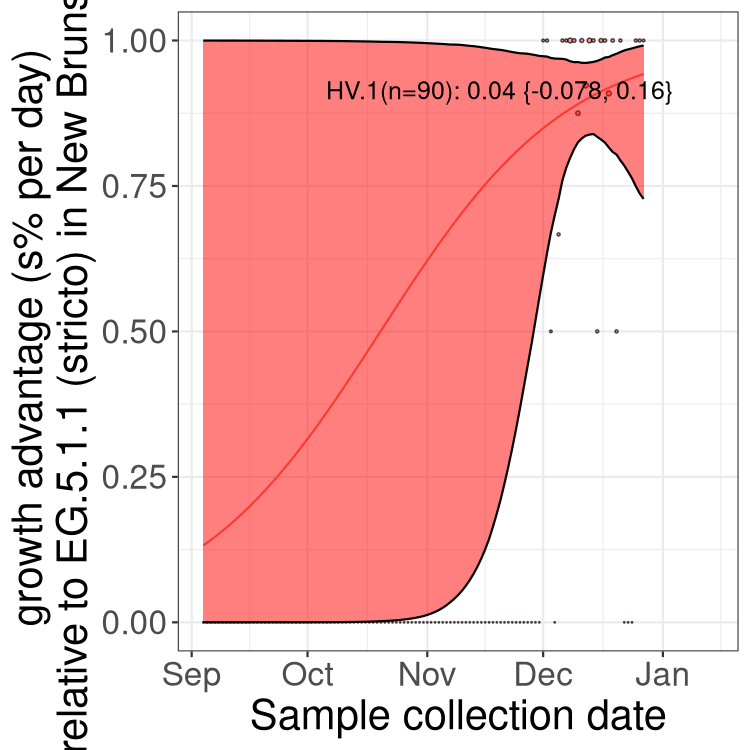 growth advantage (s% per day)
relative to EG.5.1.1 (stricto) in New Bruns
1.00
0.75
0.50
0.25
0.00
HV.1(n=90): 0.04 {-0.078, 0.16}
Sep Oct Nov Dec Jan
Sample collection date